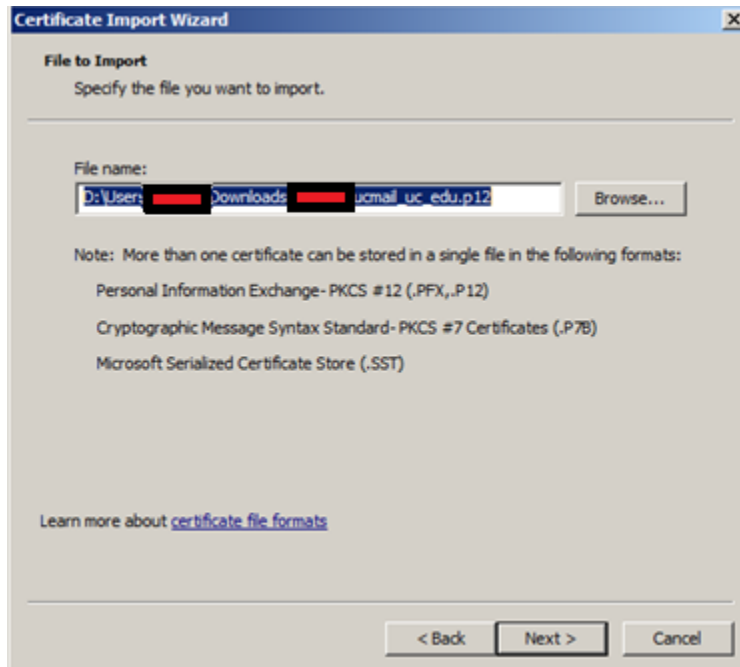 Certificate Import Wizard
File to Import
Specify the file you want to import.
File name:
D:\Users Downloads ucmail_uc_edu.p12 Browse...
Note: More than one certificate can be stored in a single file in the following formats:
Personal Information Exchange- PKCS #12 (.PFX,.P12)
Cryptographic Message Syntax Standard- PKCS #7 Certificates (.P7B)
Microsoft Serialized Certificate Store (.SST)
Learn more about certificate file formats
< Back Next > Cancel